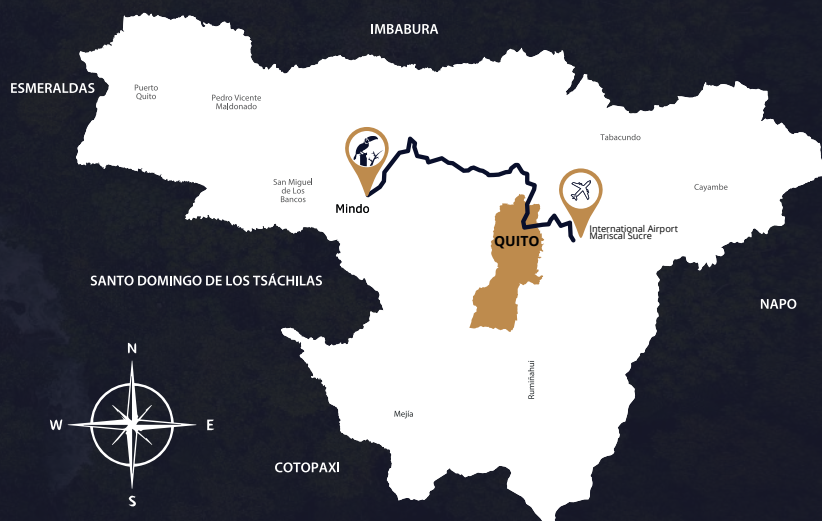 IMBABURA
ESMERALDAS
Puerto
Quito
Pedro Vicente
Maldonado
Tabacundo
San Miguel
de Los
Bancos
Cayambe
Mindo
International Airport
Mariscal Sucre
QUITO
SANTO DOMINGO DE LOS TSÁCHILAS
NAPO
N
W
E
S
Rumiñahui
Mejía
COTOPAXI